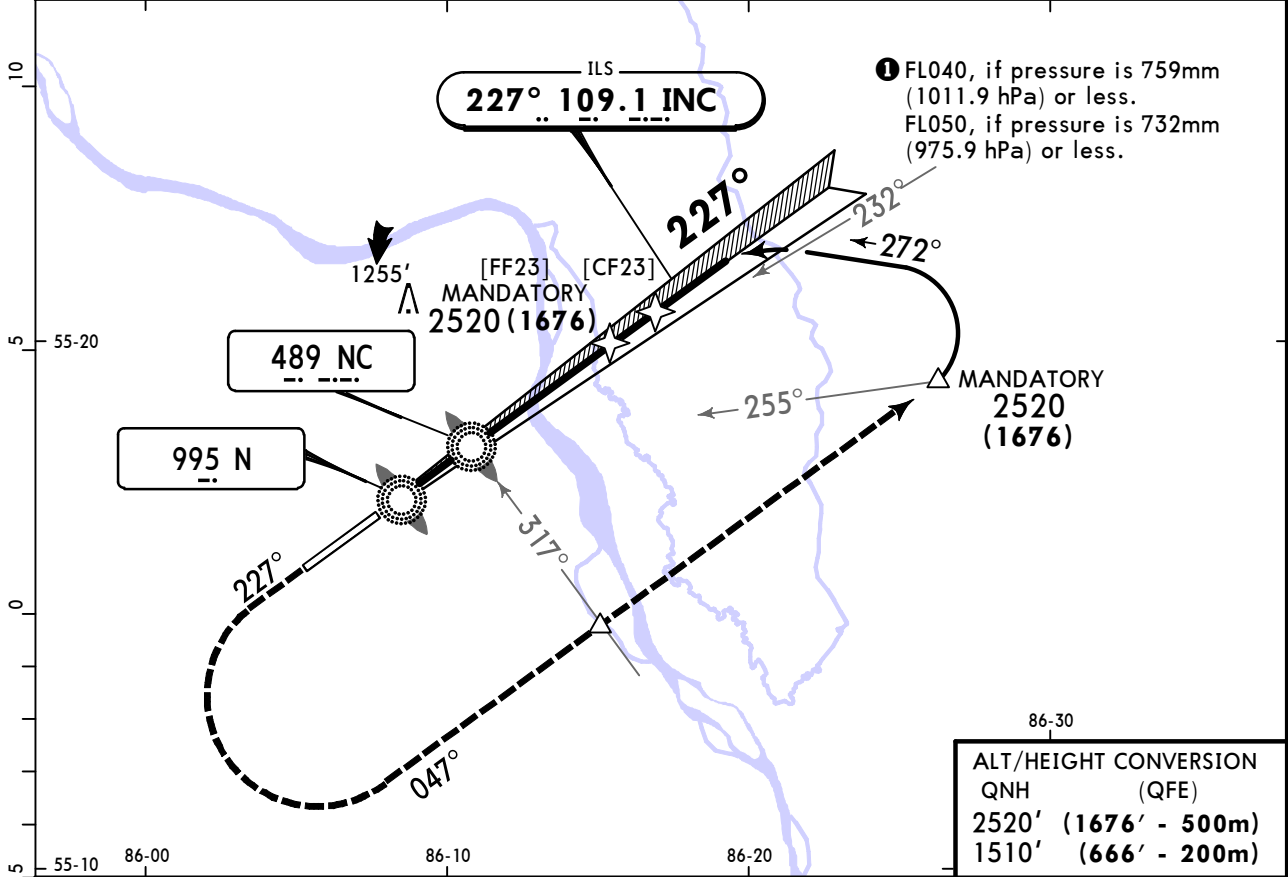 10
ILS
227° 109.1 INC
❶ FL040, if pressure is 759mm
(1011.9 hPa) or less.
FL050, if pressure is 732mm
(975.9 hPa) or less.
227°
232°
272°
1255'
[FF23]
[CF23]
MANDATORY
2520 (1676)
5
55-20
489 NC
255°
MANDATORY
2520
(1676)
995 N
317°
227°
0
047°
86-30
ALT/HEIGHT CONVERSION
QNH (QFE)
2520' (1676' - 500m)
1510' (666' - 200m)
5
55-10
86-00
86-10
86-20